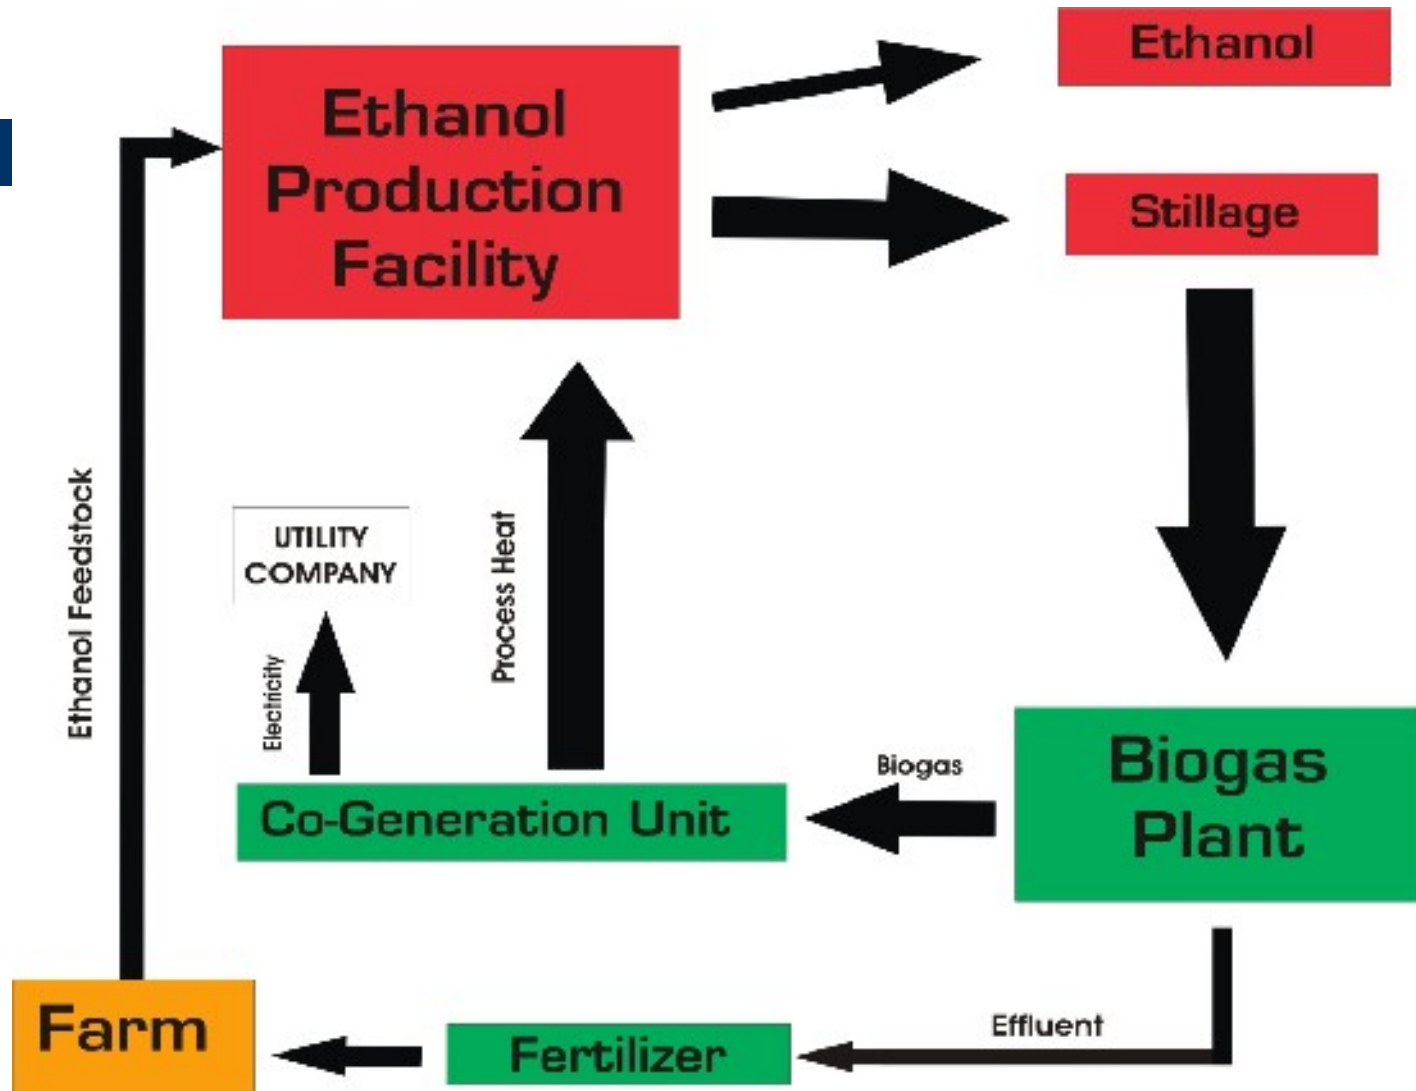 Ethanol
Production
Facility
Ethanol
Stillage
Ethanol Feedstock
UTILITY
COMPANY
Process Heat
Electricity
Biogas
Plant
Biogas
Co-Generation Unit
Effluent
Fertilizer
Farm